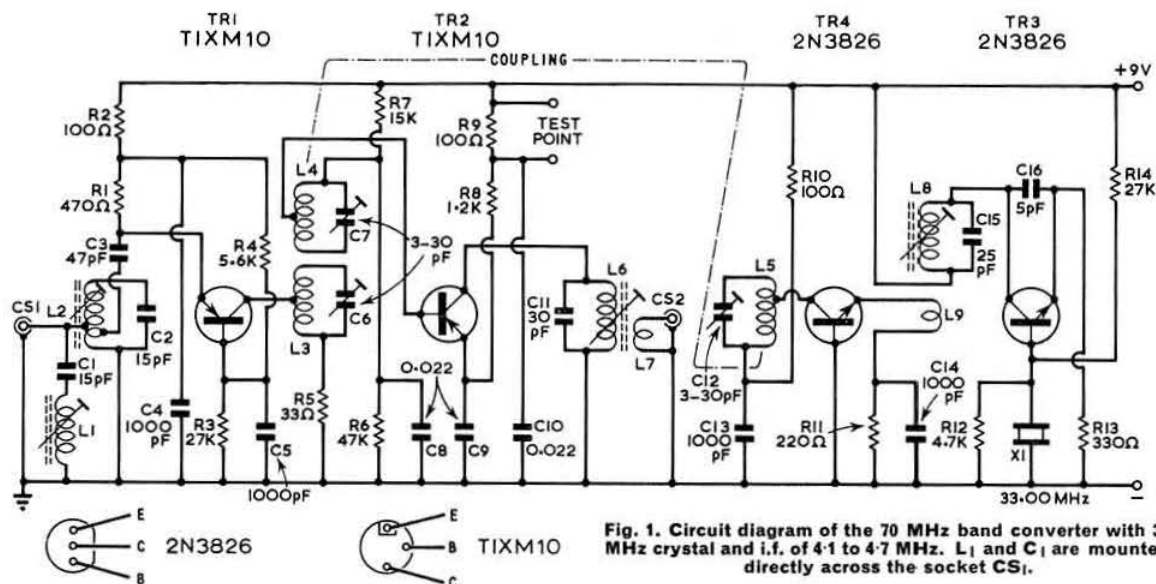 TR1
TIXM10
TR2
TIXM10
TR4
2N3826
TR3
2N3826
COUPLING
+9V
R2
100Ω
R7
15K
R9
100Ω
TEST
POINT
L4
R1
470Ω
R8
1·2K
R10
100Ω
L8
C16
5pF
R14
27K
C3
47pF
R4
5·6K
C7
3-30
pF
C15
25
pF
CS1
L2
C2
15pF
C6
L3
C11
30
pF
L6
CS2
L7
L5
L9
C1
15pF
L1
C4
1000
pF
R3
27K
C5
1000pF
R5
33Ω
0·022
R6
47K
C8
C9
C10
0·022
C12
3-30pF
C13
1000
pF
R11
220Ω
C14
1000
pF
R12
4·7K
X1
33·00MHz
R13
330Ω
−
E
C
B
2N3826
E
B
C
TIXM10
Fig. 1. Circuit diagram of the 70 MHz band converter with 3
MHz crystal and i.f. of 4·1 to 4·7 MHz. L1 and C1 are mounte
directly across the socket CS1.